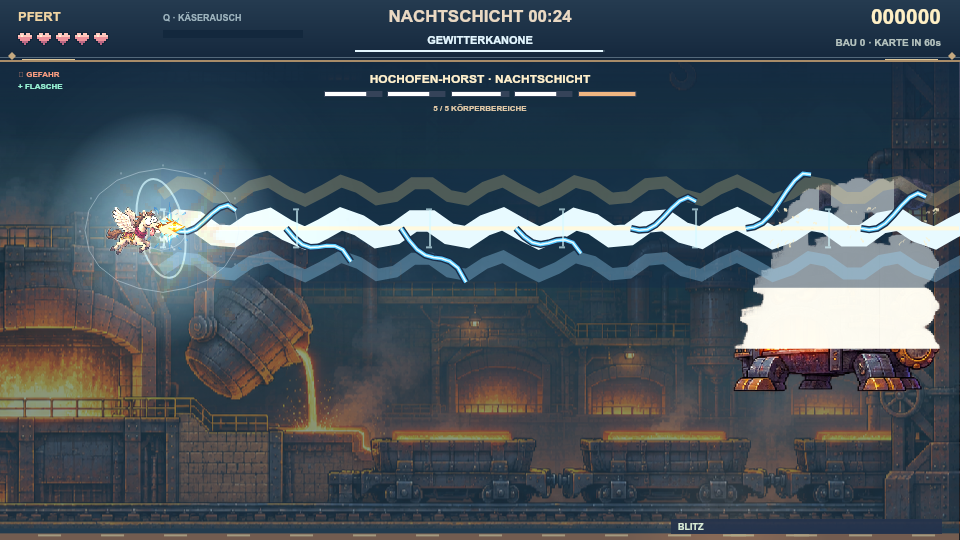 PFERT
Q · KÄSERAUSCH
NACHTSCHICHT 00:24
GEWITTERKANONE
000000
BAU 0 · KARTE IN 60s
GEFAHR
+ FLASCHE
HOCHOFEN-HORST · NACHTSCHICHT
5 / 5 KÖRPERBEREICHE
BLITZ